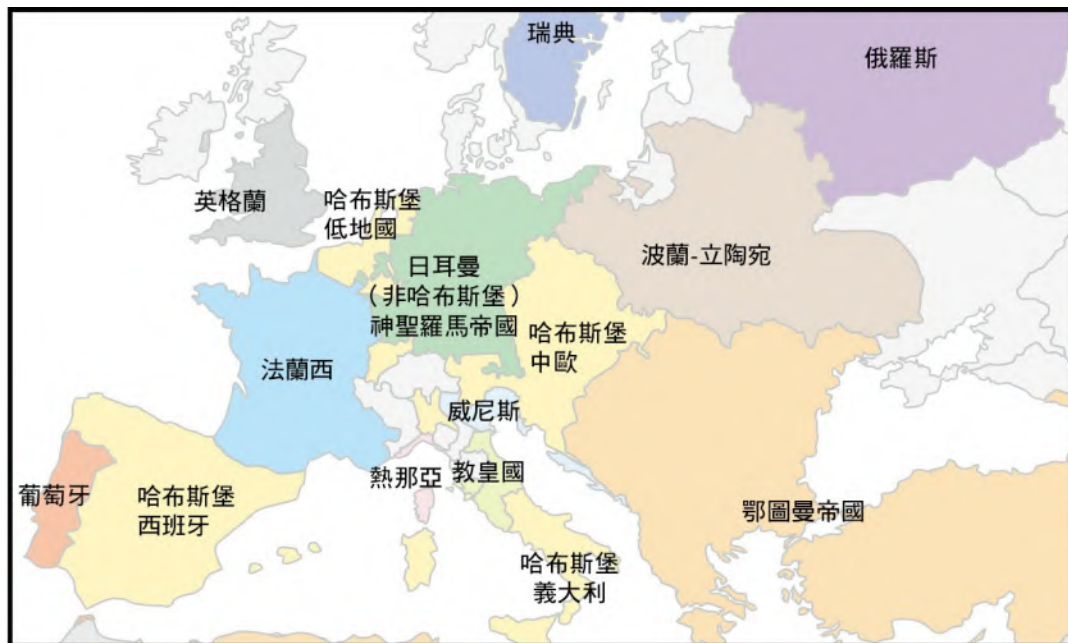 瑞典
俄羅斯
英格蘭
哈布斯堡
低地國
波蘭-立陶宛
日耳曼
（非哈布斯堡）
神聖羅馬帝國
哈布斯堡
中歐
法蘭西
威尼斯
熱那亞
教皇國
葡萄牙
哈布斯堡
西班牙
鄂圖曼帝國
哈布斯堡
義大利